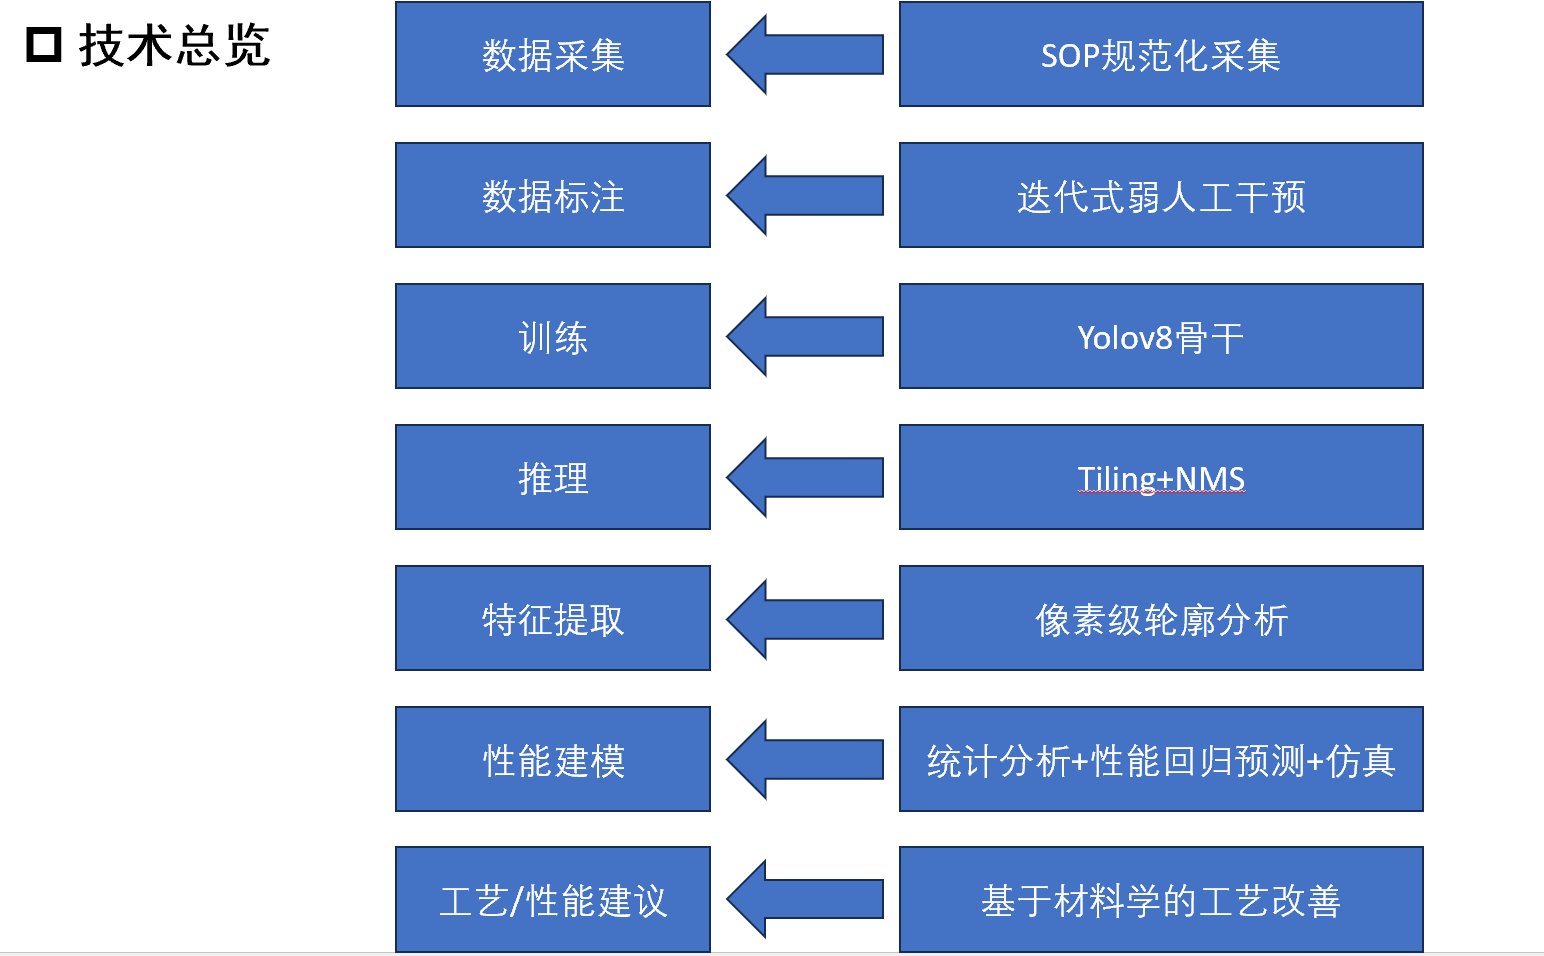 技术总览
数据采集
SOP规范化采集
数据标注
迭代式弱人工干预
训练
Yolov8骨干
推理
Tiling+NMS
特征提取
像素级轮廓分析
性能建模
统计分析+性能回归预测+仿真
工艺/性能建议
基于材料学的工艺改善